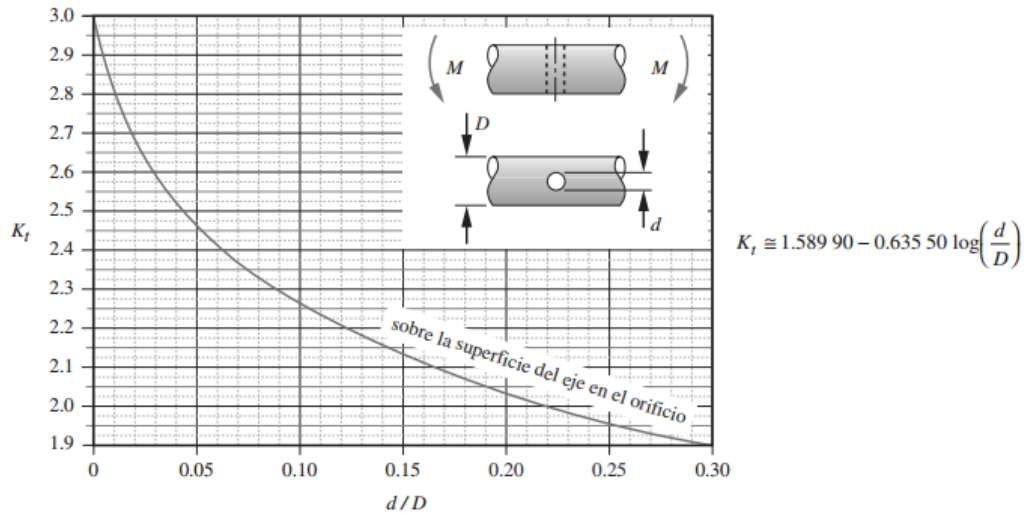 3.0
2.9
2.8
2.7
2.6
2.5
2.4
2.3
2.2
2.1
2.0
1.9
K_t
0 0.05 0.10 0.15 0.20 0.25 0.30
d / D
M M
D
d
sobre la superficie del eje en el orificio
K_t ≅ 1.589 90 – 0.635 50 log(d/D)